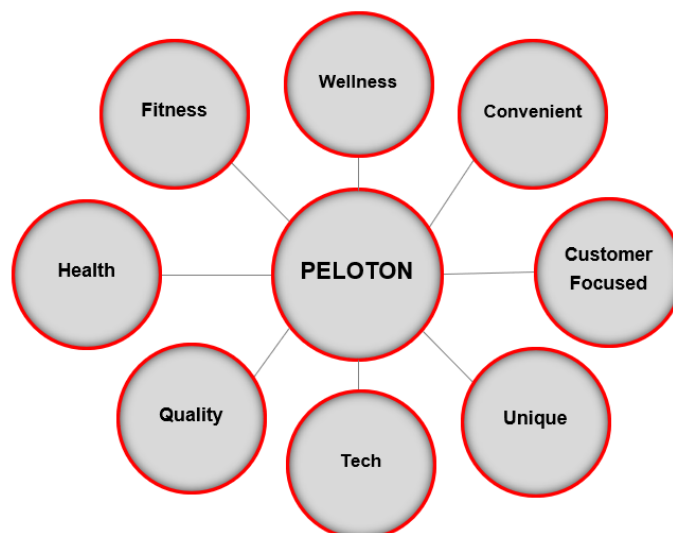 Wellness
Fitness
Convenient
Customer
Focused
Health
PELOTON
Quality
Unique
Tech